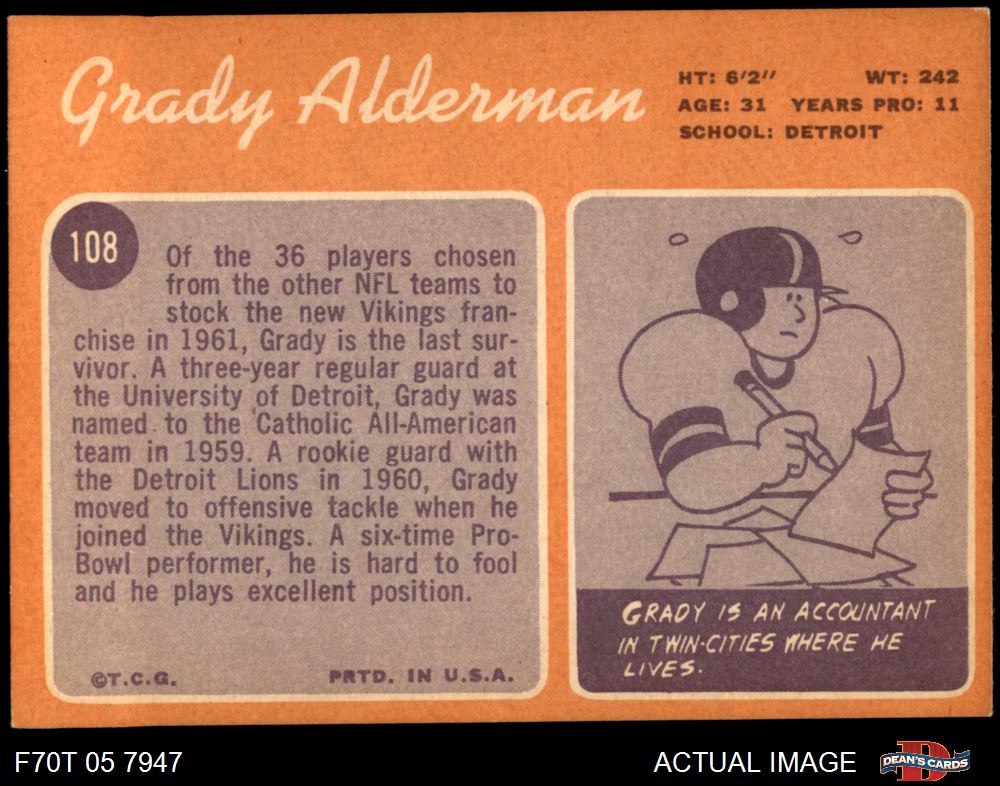 Grady Alderman
HT: 6'2" WT: 242
AGE: 31 YEARS PRO: 11
SCHOOL: DETROIT
108
Of the 36 players chosen
from the other NFL teams to
stock the new Vikings fran-
chise in 1961, Grady is the last sur-
vivor. A three-year regular guard at
the University of Detroit, Grady was
named to the Catholic All-American
team in 1959. A rookie guard with
the Detroit Lions in 1960, Grady
moved to offensive tackle when he
joined the Vikings. A six-time Pro-
Bowl performer, he is hard to fool
and he plays excellent position.
©T.C.G. PRTD. IN U.S.A.
GRADY IS AN ACCOUNTANT
IN TWIN-CITIES WHERE HE
LIVES.
F70T 05 7947
ACTUAL IMAGE
D
DEAN'S CARDS